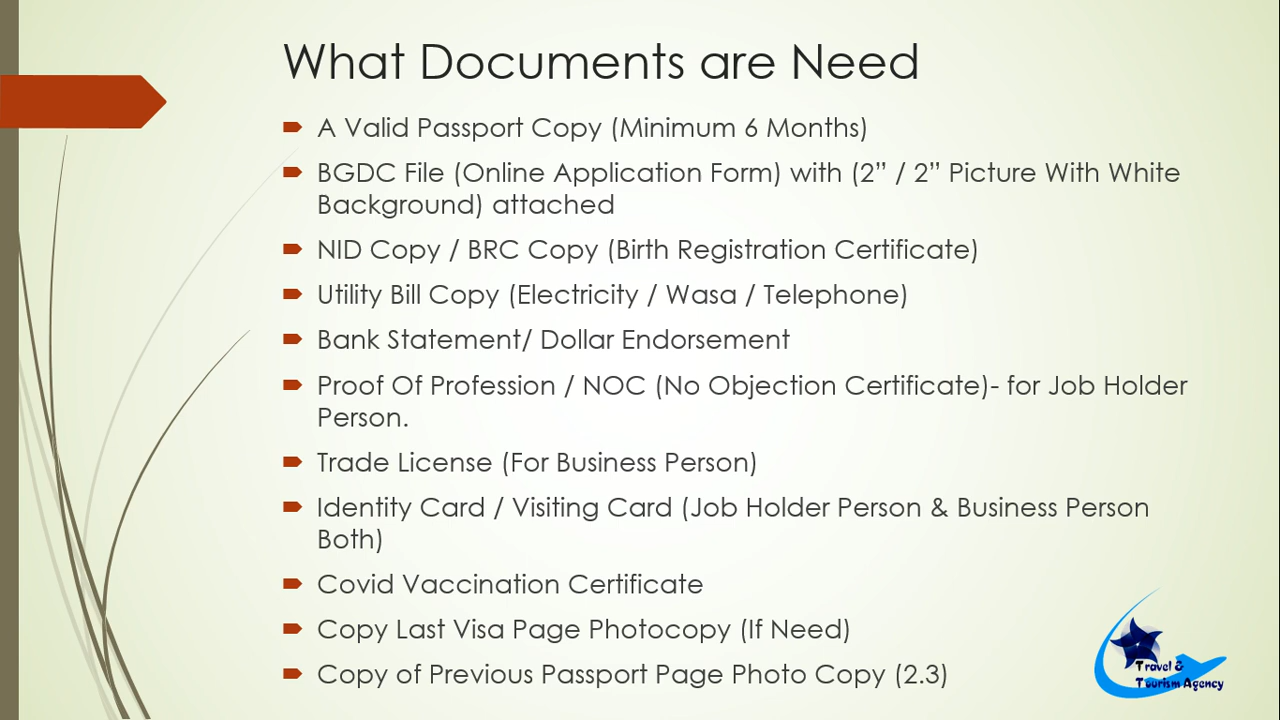 What Documents are Need
A Valid Passport Copy (Minimum 6 Months)
BGDC File (Online Application Form) with (2” / 2” Picture With White
Background) attached
NID Copy / BRC Copy (Birth Registration Certificate)
Utility Bill Copy (Electricity / Wasa / Telephone)
Bank Statement/ Dollar Endorsement
Proof Of Profession / NOC (No Objection Certificate)- for Job Holder
Person.
Trade License (For Business Person)
Identity Card / Visiting Card (Job Holder Person & Business Person
Both)
Covid Vaccination Certificate
Copy Last Visa Page Photocopy (If Need)
Copy of Previous Passport Page Photo Copy (2.3)
Travel &
Tourism Agency